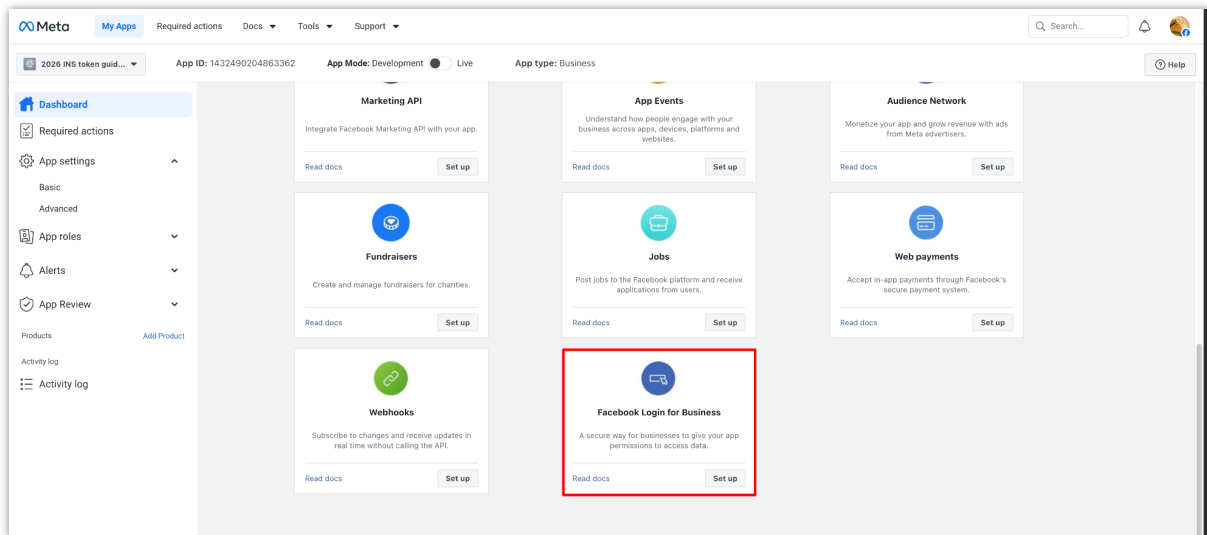 Meta
My Apps
Required actions
Docs
Tools
Support
Search...
2026 INS token guid...
App ID: 1432490204863362
App Mode: Development
Live
App type: Business
Help
Dashboard
Required actions
App settings
Basic
Advanced
App roles
Alerts
App Review
Products
Add Product
Activity log
Activity log
Marketing API
Integrate Facebook Marketing API with your app.
Read docs
Set up
App Events
Understand how people engage with your
business across apps, devices, platforms and
websites.
Read docs
Set up
Audience Network
Monetize your app and grow revenue with ads
from Meta advertisers.
Read docs
Set up
Fundraisers
Create and manage fundraisers for charities.
Read docs
Set up
Jobs
Post jobs to the Facebook platform and receive
applications from users.
Read docs
Set up
Web payments
Accept in-app payments through Facebook's
secure payment system.
Read docs
Set up
Webhooks
Subscribe to changes and receive updates in
real time without calling the API.
Read docs
Set up
Facebook Login for Business
A secure way for businesses to give your app
permissions to access data.
Read docs
Set up